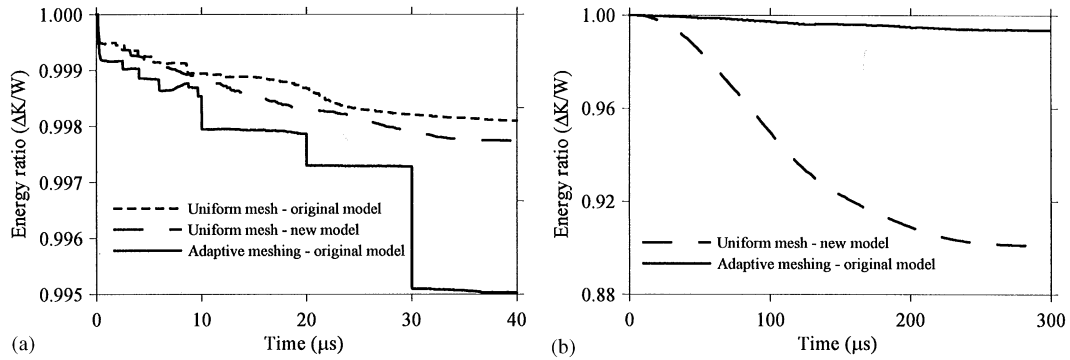 1.000
0.999
0.998
0.997
0.996
0.995
Energy ratio (ΔK/W)
Uniform mesh - original model
Uniform mesh - new model
Adaptive meshing - original model
0
10
20
30
40
Time (μs)
(a)
1.00
0.96
0.92
0.88
Energy ratio (ΔK/W)
Uniform mesh - new model
Adaptive meshing - original model
0
100
200
300
Time (μs)
(b)